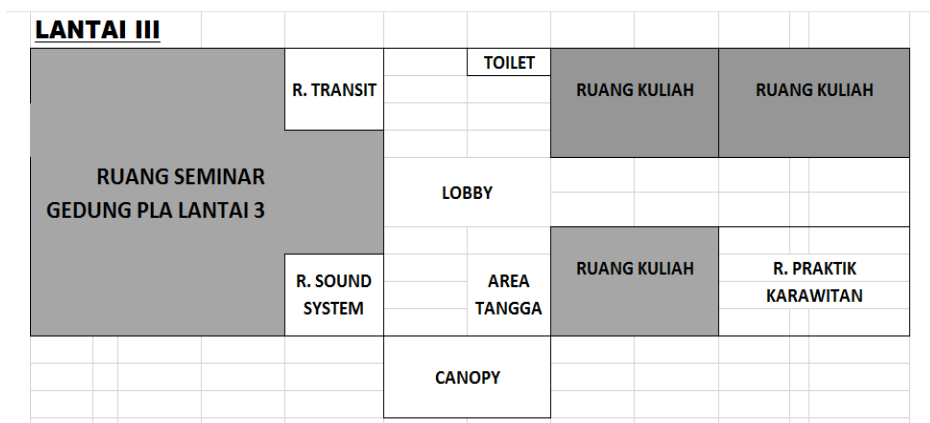 LANTAI III
TOILET
R. TRANSIT
RUANG KULIAH
RUANG KULIAH
RUANG SEMINAR
GEDUNG PLA LANTAI 3
LOBBY
R. SOUND
SYSTEM
AREA
TANGGA
RUANG KULIAH
R. PRAKTIK
KARAWITAN
CANOPY